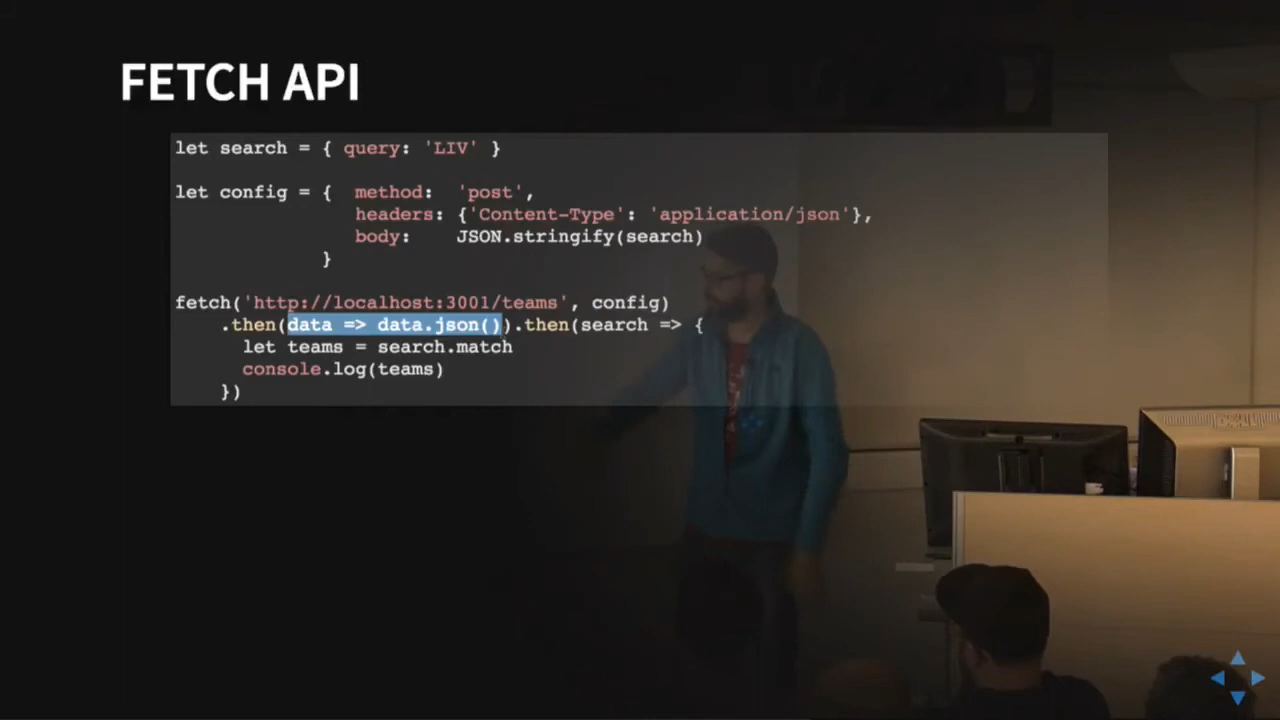 FETCH API
let search = { query: 'LIV' }
let config = {  method:  'post',
headers: {'Content-Type': 'application/json'},
body:    JSON.stringify(search)
}
fetch('http://localhost:3001/teams', config)
.then(data => data.json()).then(search => {
let teams = search.match
console.log(teams)
})